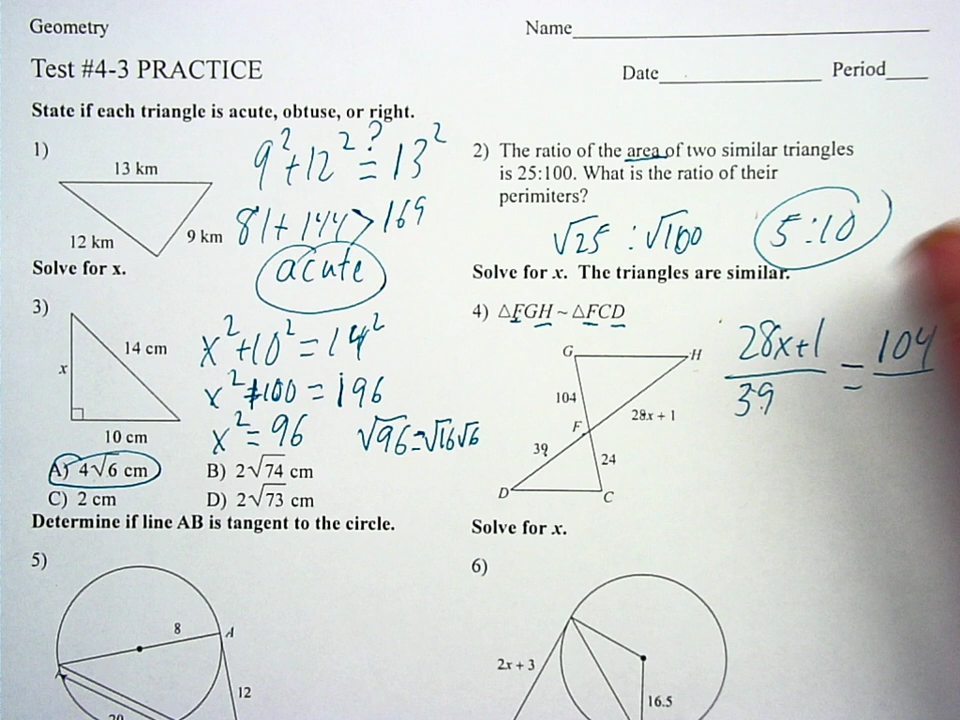 Geometry
Name
Test #4-3 PRACTICE
Date Period
State if each triangle is acute, obtuse, or right.
1)
13 km
12 km
9 km
9² + 12² ?= 13²
81 + 144 > 169
acute
2) The ratio of the area of two similar triangles
is 25:100. What is the ratio of their
perimiters?
√25 : √100
5:10
Solve for x.
3)
x
14 cm
10 cm
x² + 10² = 14²
x² + 100 = 196
x² = 96
√96 = √16 √6
A) 4√6 cm
B) 2√74 cm
C) 2 cm
D) 2√73 cm
Solve for x. The triangles are similar.
4) △FGH ~ △FCD
G
H
104
28x + 1
F
39
24
D
C
28x+1 = 104
39
Determine if line AB is tangent to the circle.
5)
8
A
12
20
Solve for x.
6)
2x + 3
16.5